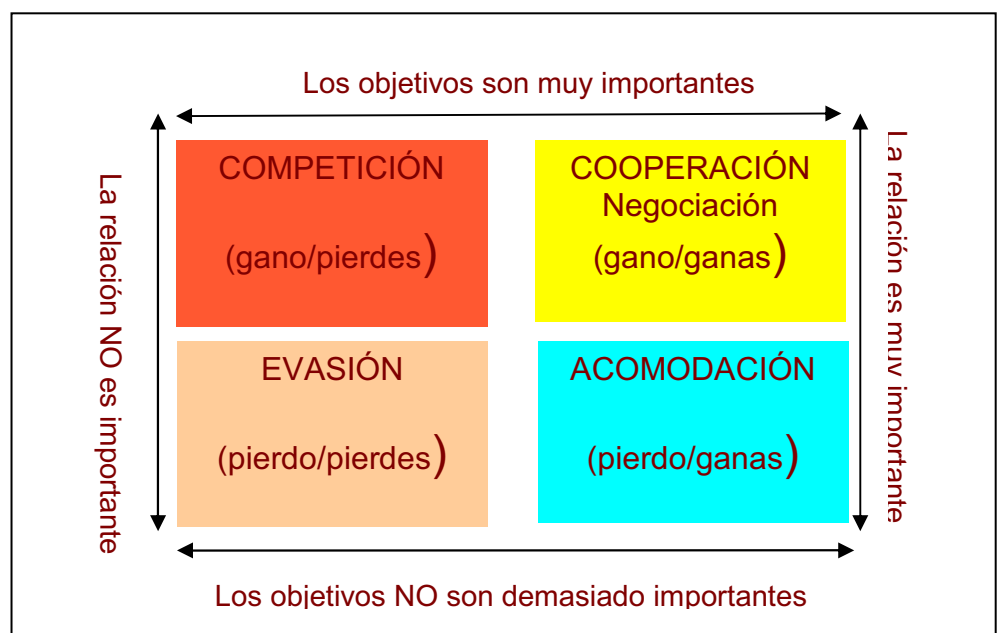 Los objetivos son muy importantes
La relación NO es importante
COMPETICIÓN
(gano/pierdes)
COOPERACIÓN
Negociación
(gano/ganas)
La relación es muy importante
EVASIÓN
(pierdo/pierdes)
ACOMODACIÓN
(pierdo/ganas)
Los objetivos NO son demasiado importantes